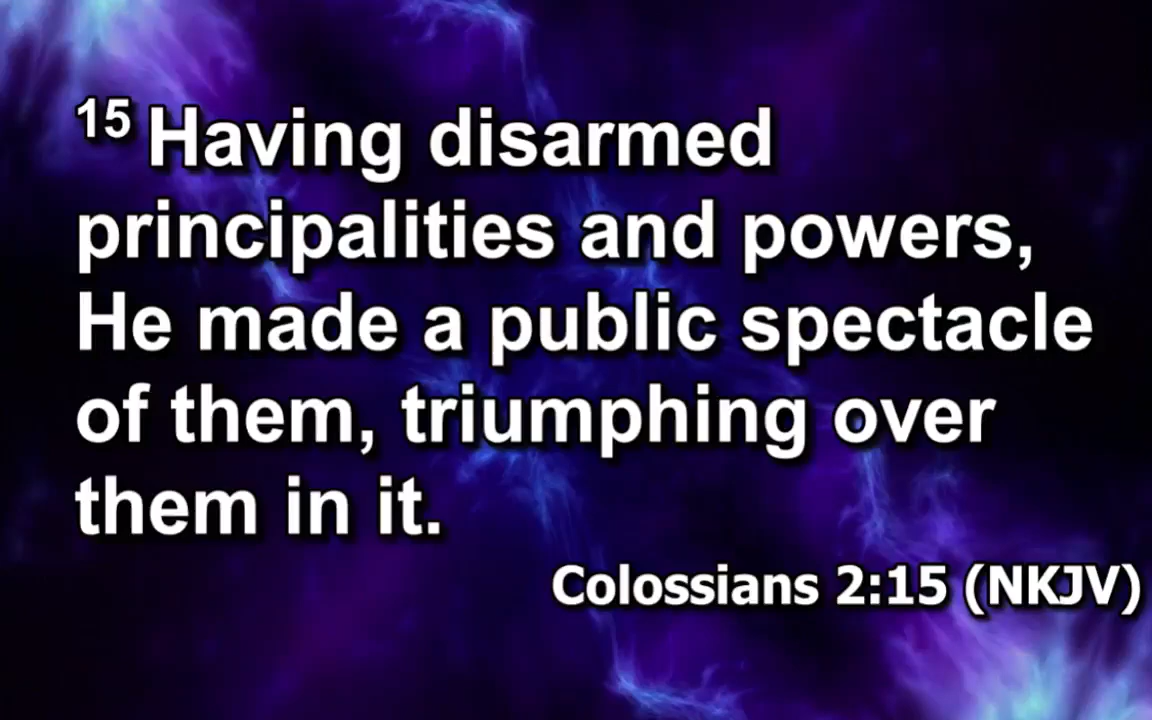 15 Having disarmed
principalities and powers,
He made a public spectacle
of them, triumphing over
them in it.
Colossians 2:15 (NKJV)